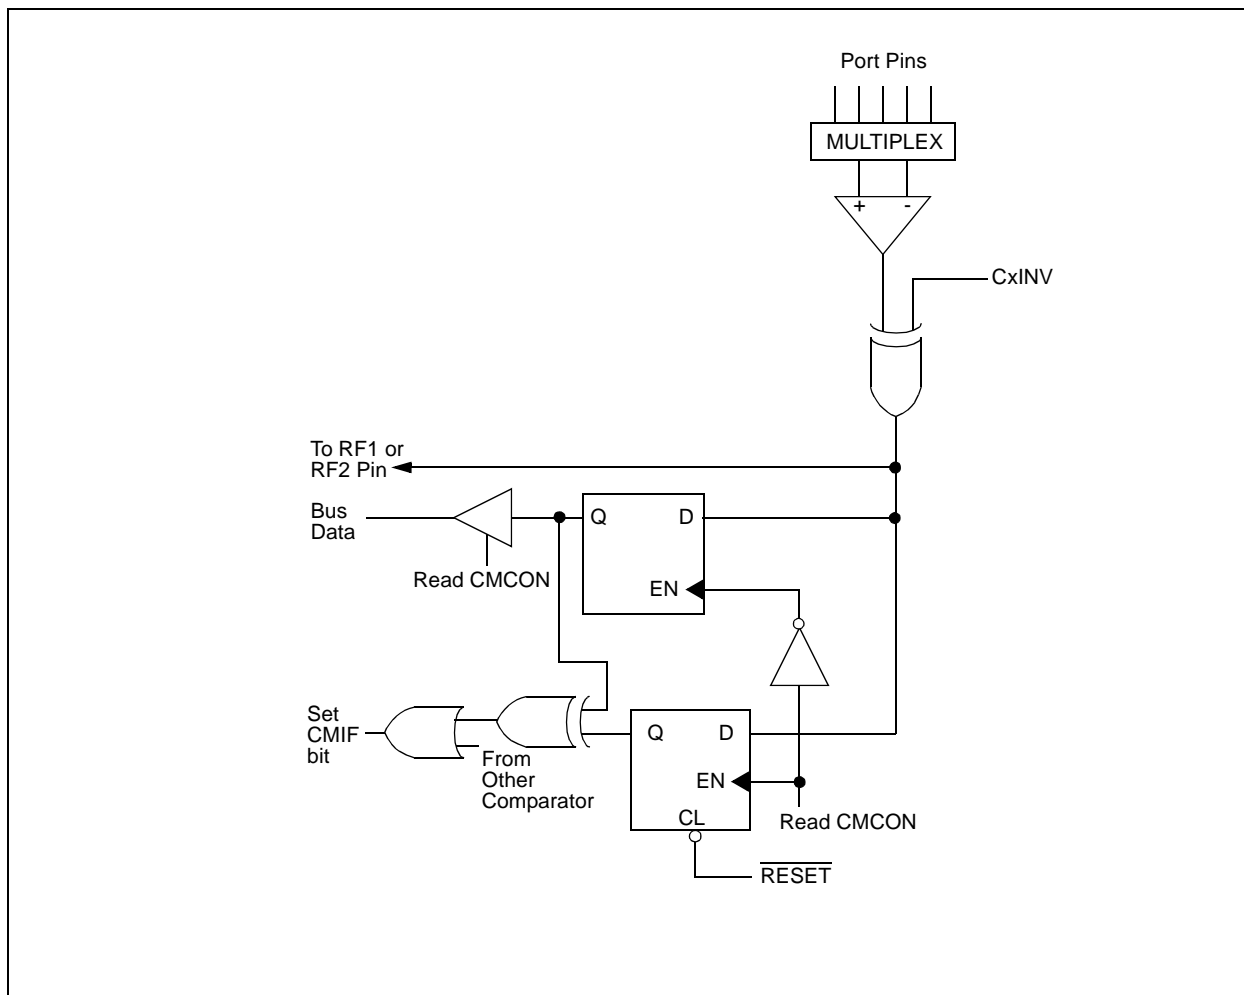 Port Pins
MULTIPLEX
+ -
CxINV
To RF1 or
RF2 Pin
Bus
Data
Q D
EN
Read CMCON
Set
CMIF
bit
From
Other
Comparator
Q D
EN
CL
Read CMCON
RESET